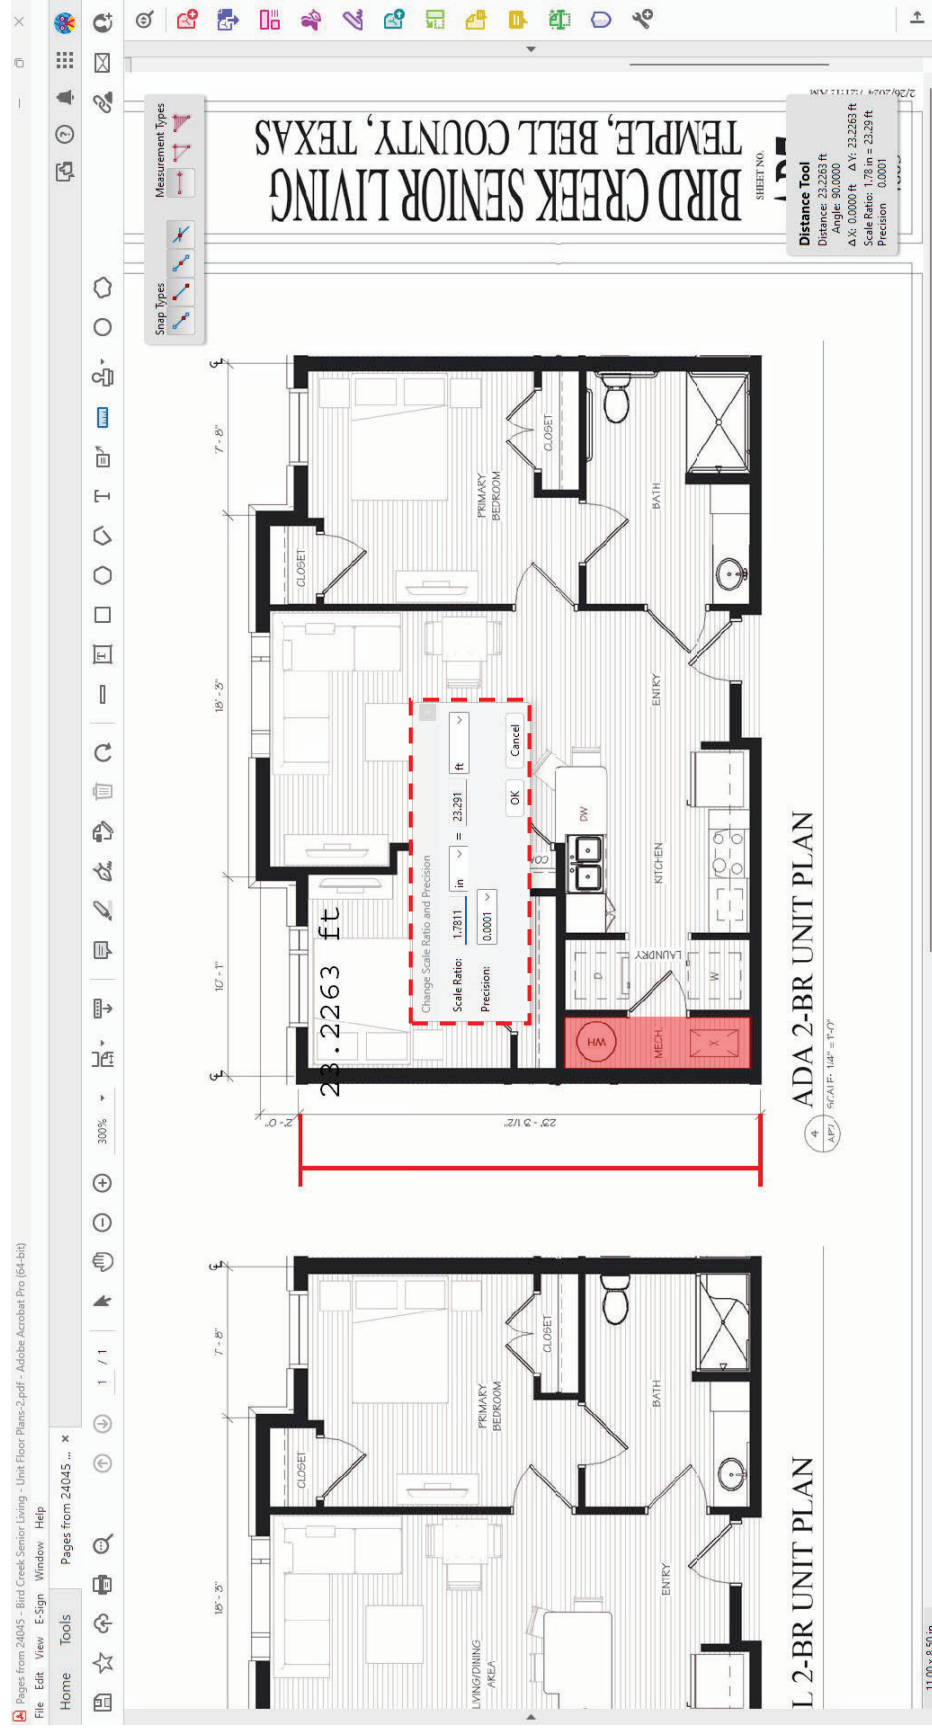 Pages from 24045 - Bird Creek Senior Living - Unit Floor Plans-2.pdf - Adobe Acrobat Pro (64-bit)
File Edit View E-Sign Window Help
Home Tools Pages from 24045 ... ×
1 / 1
300%
Measurement Types
Snap Types
BIRD CREEK SENIOR LIVING
TEMPLE, BELL COUNTY, TEXAS
SHEET NO.
Distance Tool
Distance: 23.2263 ft
Angle: 90.0000
Δ X: 0.0000 ft Δ Y: 23.2263 ft
Scale Ratio: 1.78 in = 23.29 ft
Precision 0.0001
10' - 1"
18' - 3"
7' - 8"
2' - 0"
23' - 3 1/2"
23.2263 ft
CLOSET
PRIMARY
BEDROOM
CLOSET
BATH
ENTRY
DW
KITCHEN
LAUNDRY
D
W
WH
MECH.
X
Change Scale Ratio and Precision
Scale Ratio: 1.7811 in = 23.291 ft
Precision: 0.0001
OK Cancel
ADA 2-BR UNIT PLAN
4
SCALE: 1/4" = 1'-0"
18' - 3"
7' - 8"
CLOSET
PRIMARY
BEDROOM
CLOSET
BATH
LIVING/DINING
AREA
ENTRY
L 2-BR UNIT PLAN
11.00 x 8.50 in